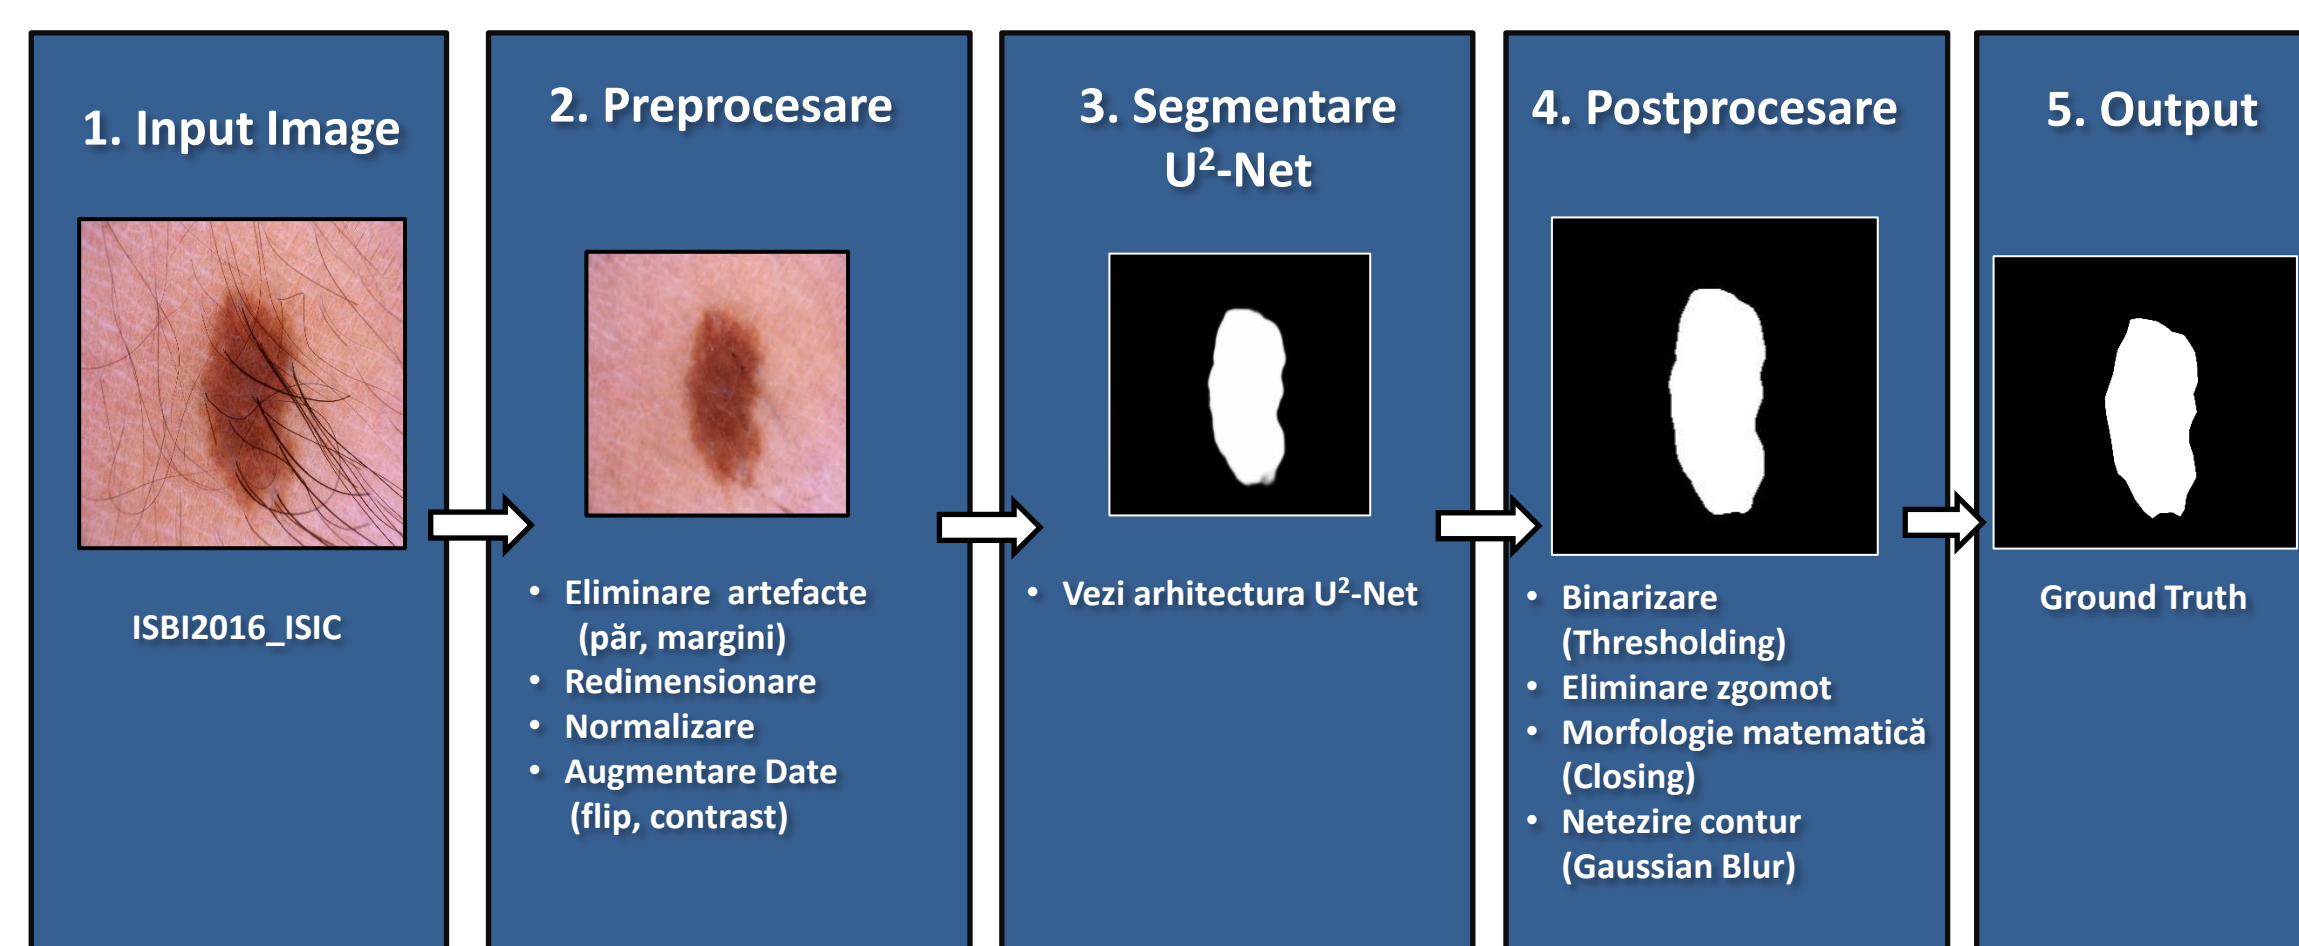 1. Input Image
ISBI2016_ISIC
2. Preprocesare
• Eliminare artefacte
(păr, margini)
• Redimensionare
• Normalizare
• Augmentare Date
(flip, contrast)
3. Segmentare
U²-Net
• Vezi arhitectura U²-Net
4. Postprocesare
• Binarizare
(Thresholding)
• Eliminare zgomot
• Morfologie matematică
(Closing)
• Netezire contur
(Gaussian Blur)
5. Output
Ground Truth